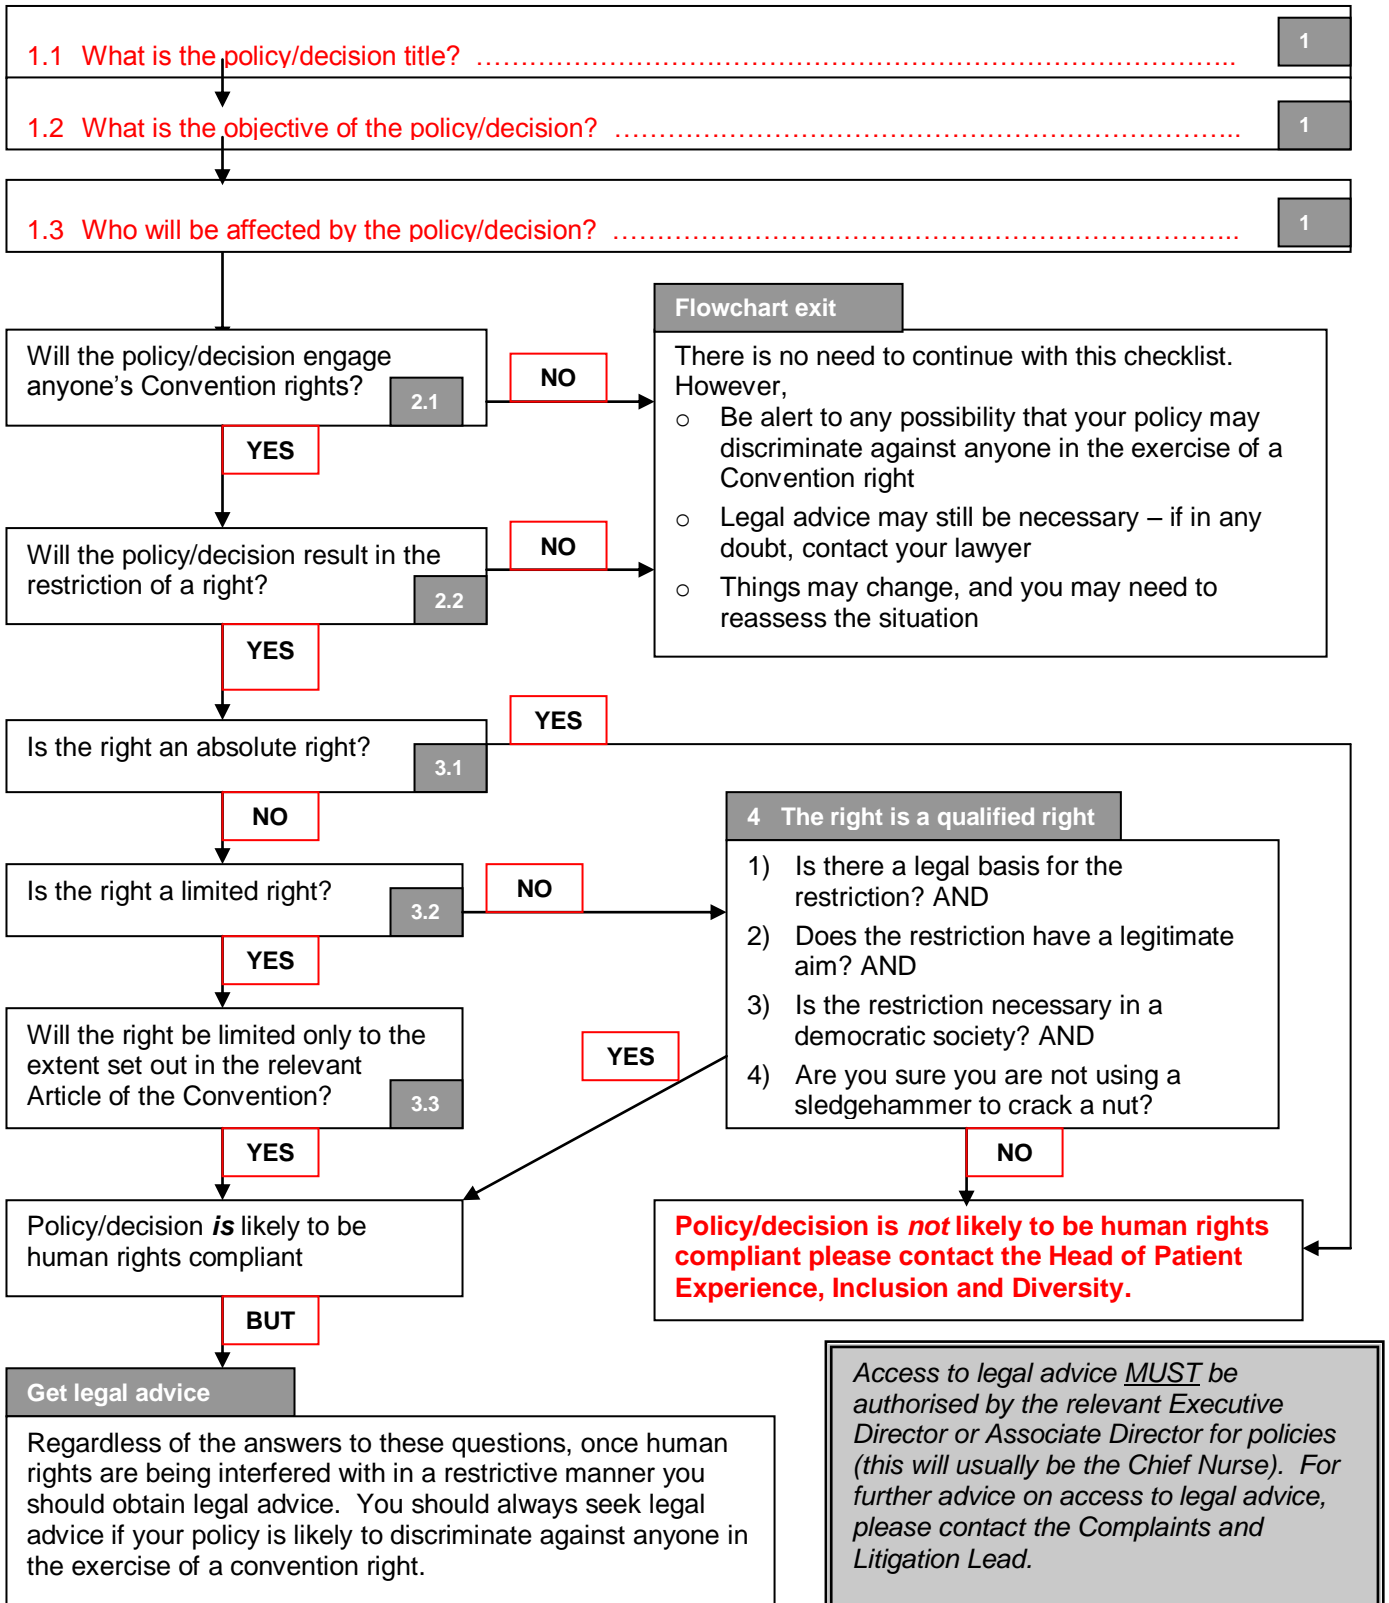 1.1 What is the policy/decision title? ………………………………………………………………………………..
1
1.2 What is the objective of the policy/decision? ……………………………………………………………..
1
1.3 Who will be affected by the policy/decision? ……………………………………………………………..
1
Will the policy/decision engage
anyone’s Convention rights?
2.1
NO
YES
Flowchart exit
There is no need to continue with this checklist.
However,
o Be alert to any possibility that your policy may
discriminate against anyone in the exercise of a
Convention right
o Legal advice may still be necessary – if in any
doubt, contact your lawyer
o Things may change, and you may need to
reassess the situation
Will the policy/decision result in the
restriction of a right?
2.2
NO
YES
Is the right an absolute right?
3.1
YES
NO
Is the right a limited right?
3.2
NO
YES
4 The right is a qualified right
1) Is there a legal basis for the
restriction? AND
2) Does the restriction have a legitimate
aim? AND
3) Is the restriction necessary in a
democratic society? AND
4) Are you sure you are not using a
sledgehammer to crack a nut?
YES
NO
Will the right be limited only to the
extent set out in the relevant
Article of the Convention?
3.3
YES
Policy/decision is likely to be
human rights compliant
Policy/decision is not likely to be human rights
compliant please contact the Head of Patient
Experience, Inclusion and Diversity.
BUT
Get legal advice
Regardless of the answers to these questions, once human
rights are being interfered with in a restrictive manner you
should obtain legal advice. You should always seek legal
advice if your policy is likely to discriminate against anyone in
the exercise of a convention right.
Access to legal advice MUST be
authorised by the relevant Executive
Director or Associate Director for policies
(this will usually be the Chief Nurse). For
further advice on access to legal advice,
please contact the Complaints and
Litigation Lead.